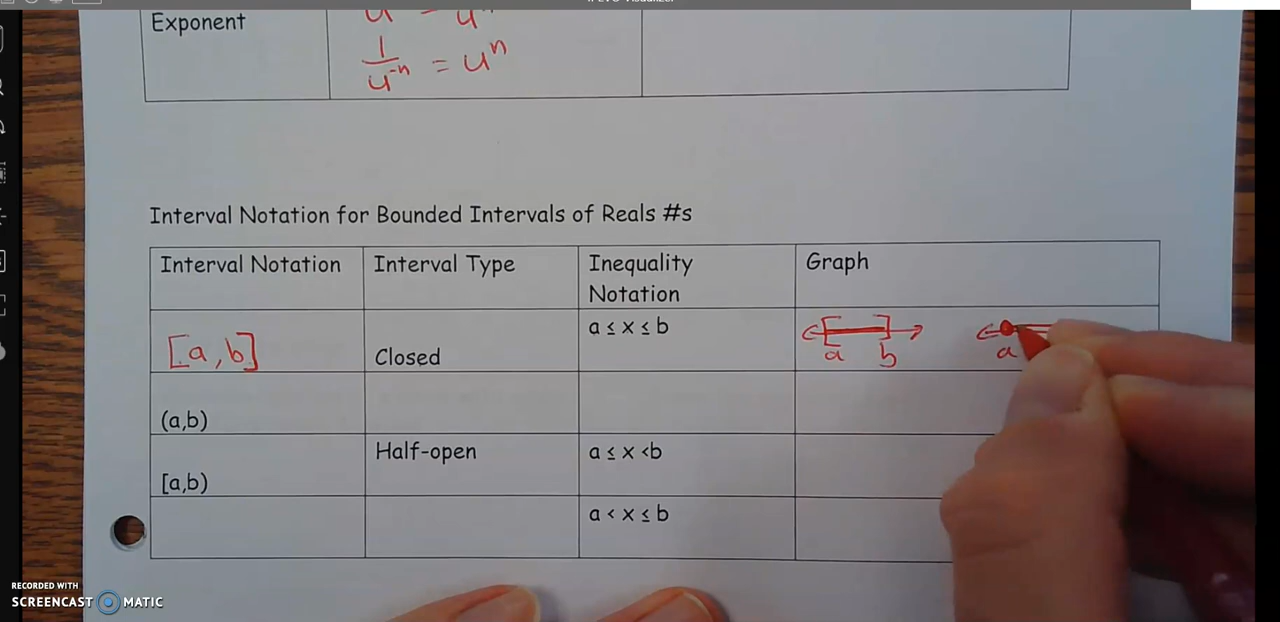 Exponent
1/u⁻ⁿ = uⁿ
Interval Notation for Bounded Intervals of Reals #s
Interval Notation Interval Type Inequality Notation Graph
[a,b] Closed a ≤ x ≤ b a b a
(a,b)
[a,b) Half-open a ≤ x <b
a < x ≤ b
RECORDED WITH
SCREENCAST MATIC